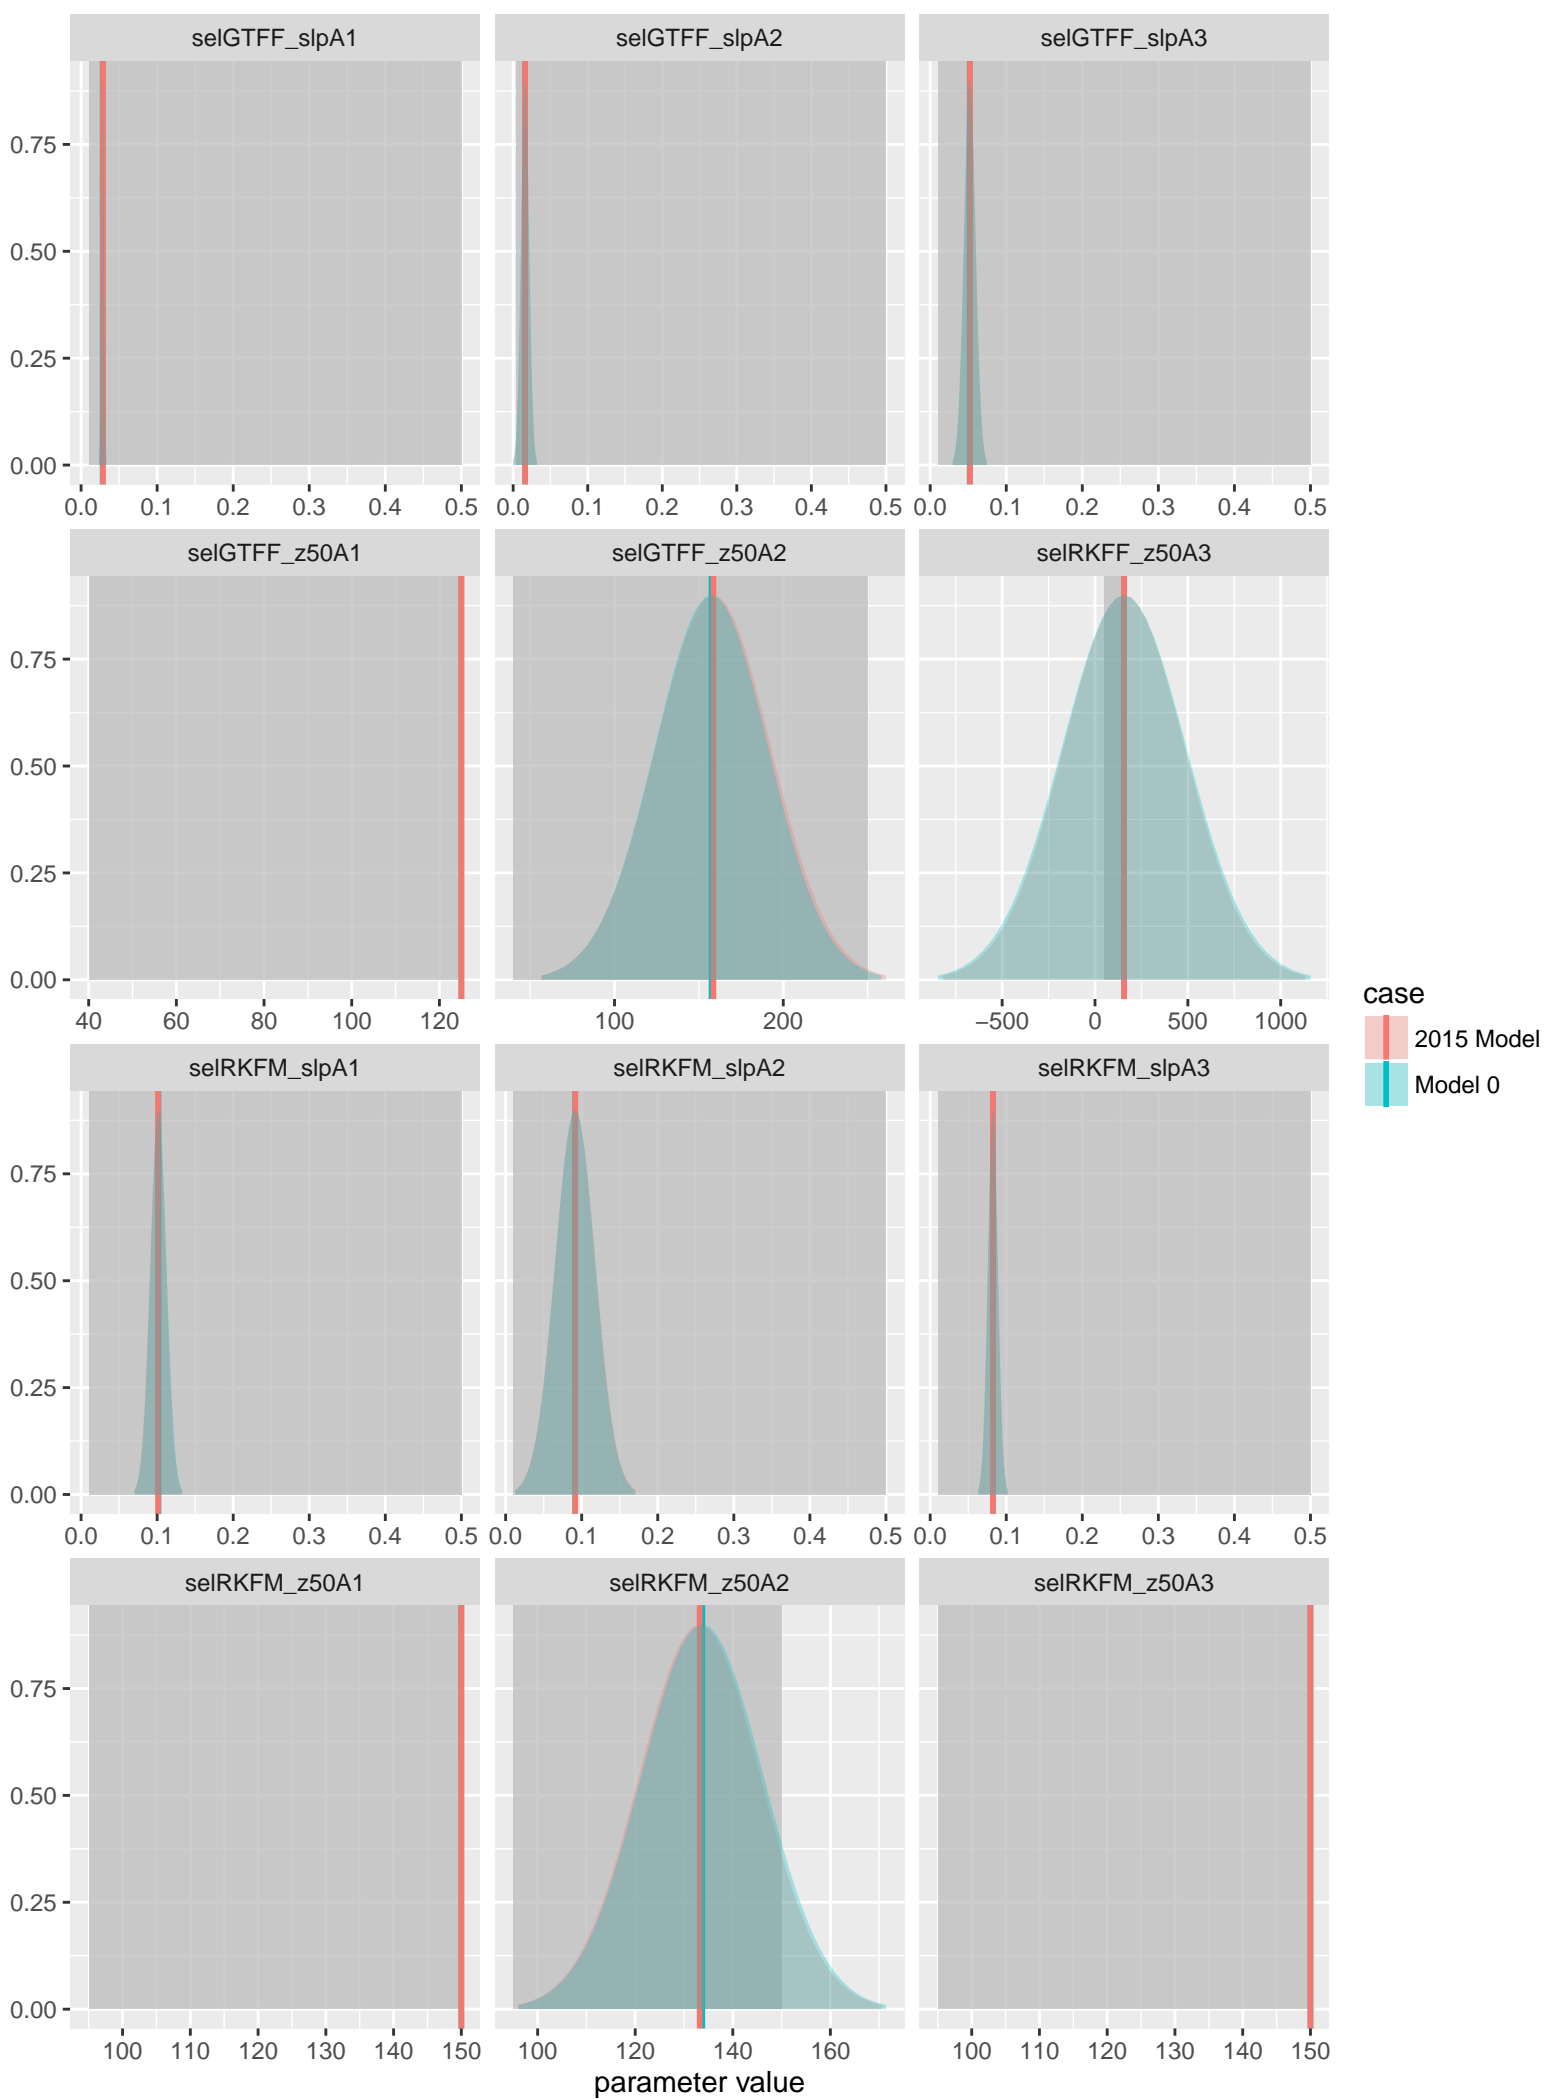 selGTFF_slpA1 selGTFF_slpA2 selGTFF_slpA3
0.75
0.50
0.25
0.00
0.0 0.1 0.2 0.3 0.4 0.5 0.0 0.1 0.2 0.3 0.4 0.5 0.0 0.1 0.2 0.3 0.4 0.5
selGTFF_z50A1 selGTFF_z50A2 selRKFF_z50A3
0.75
0.50
0.25
0.00
40 60 80 100 120 100 200 −500 0 500 1000
case
2015 Model
Model 0
selRKFM_slpA1 selRKFM_slpA2 selRKFM_slpA3
0.75
0.50
0.25
0.00
0.0 0.1 0.2 0.3 0.4 0.5 0.0 0.1 0.2 0.3 0.4 0.5 0.0 0.1 0.2 0.3 0.4 0.5
selRKFM_z50A1 selRKFM_z50A2 selRKFM_z50A3
0.75
0.50
0.25
0.00
100 110 120 130 140 150 100 120 140 160 100 110 120 130 140 150
parameter value